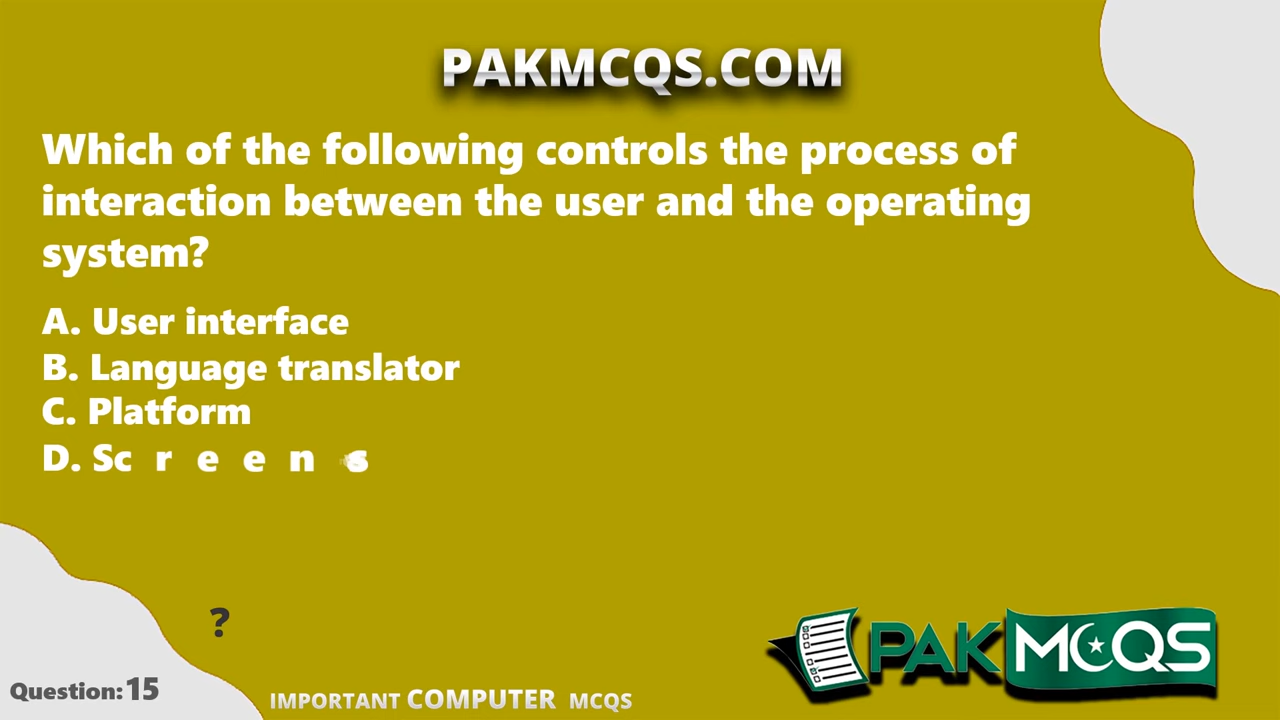 PAKMCQS.COM
Which of the following controls the process of
interaction between the user and the operating
system?
A. User interface
B. Language translator
C. Platform
D. Sc r e e n s
?
Question: 15
IMPORTANT COMPUTER MCQS
PAKMCQS